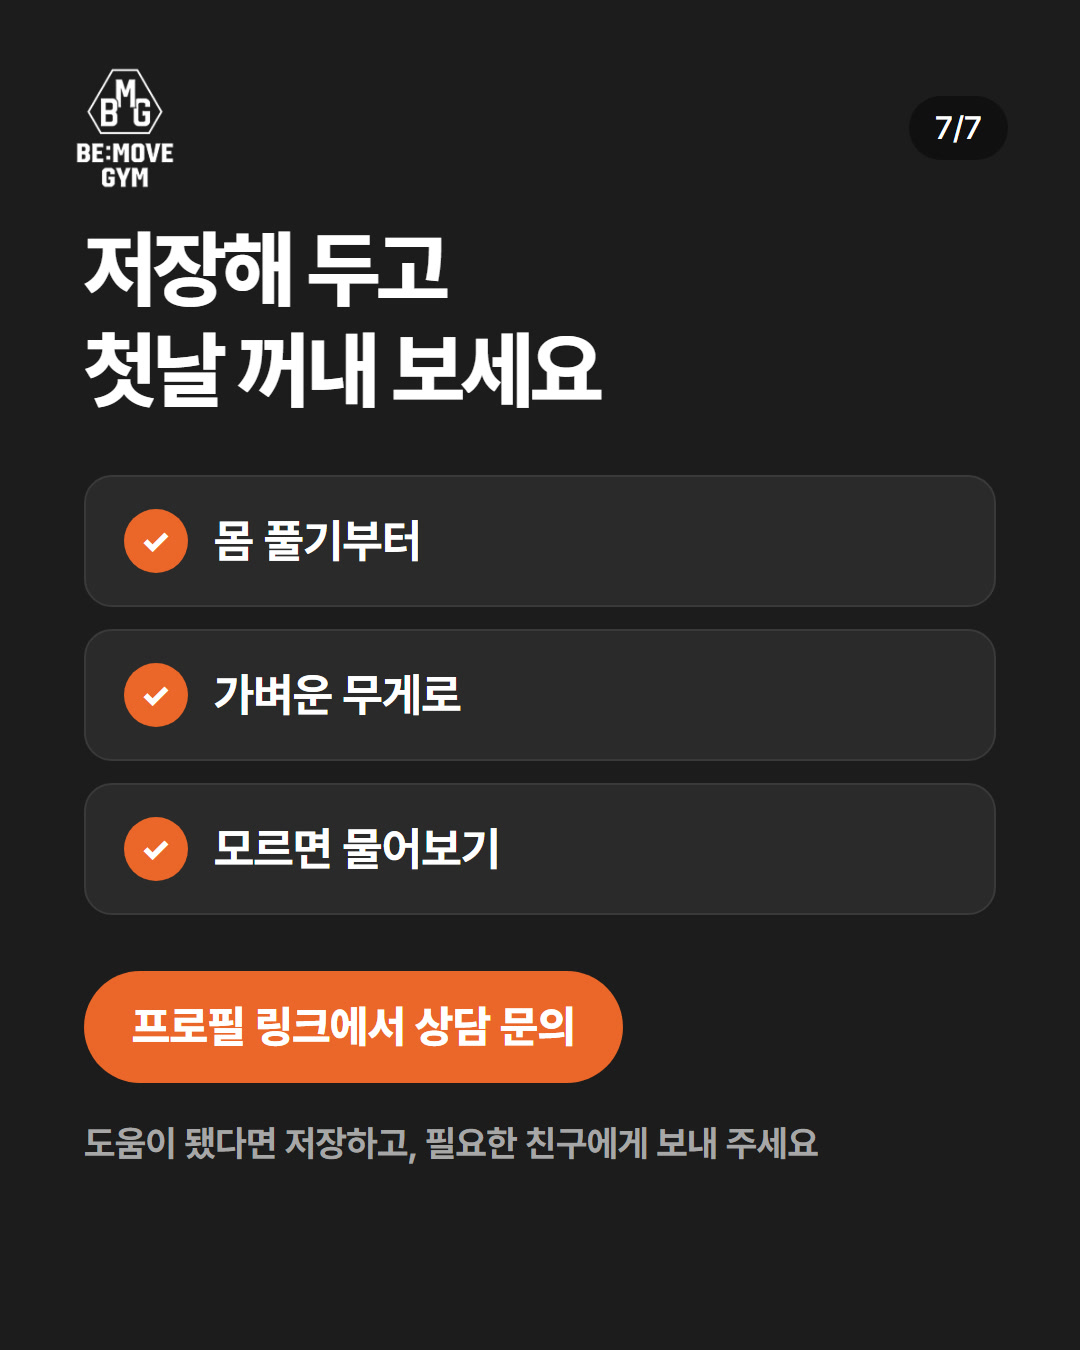 BMG
BE:MOVE
GYM
7/7
저장해 두고
첫날 꺼내 보세요
몸 풀기부터
가벼운 무게로
모르면 물어보기
프로필 링크에서 상담 문의
도움이 됐다면 저장하고, 필요한 친구에게 보내 주세요